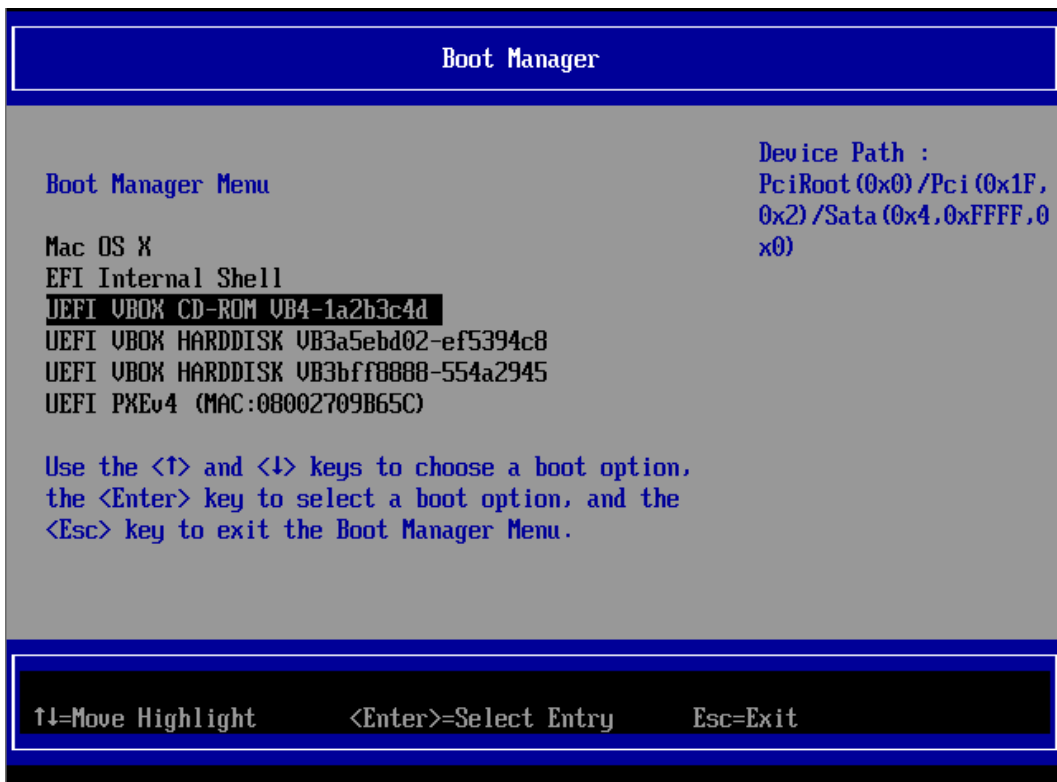 Boot Manager
Boot Manager Menu
Mac OS X
EFI Internal Shell
UEFI VBOX CD-ROM VB4-1a2b3c4d
UEFI VBOX HARDDISK VB3a5ebd02-ef5394c8
UEFI VBOX HARDDISK VB3bff8888-554a2945
UEFI PXEv4 (MAC:08002709B65C)
Use the <↑> and <↓> keys to choose a boot option,
the <Enter> key to select a boot option, and the
<Esc> key to exit the Boot Manager Menu.
Device Path :
PciRoot(0x0)/Pci(0x1F,
0x2)/Sata(0x4,0xFFFF,0
x0)
↑↓=Move Highlight <Enter>=Select Entry Esc=Exit